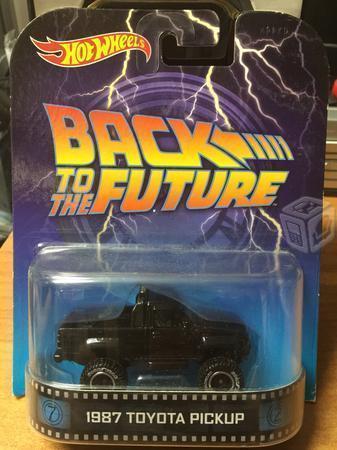 Hot Wheels
BACK
TO THE
FUTURE
1987 TOYOTA PICKUP